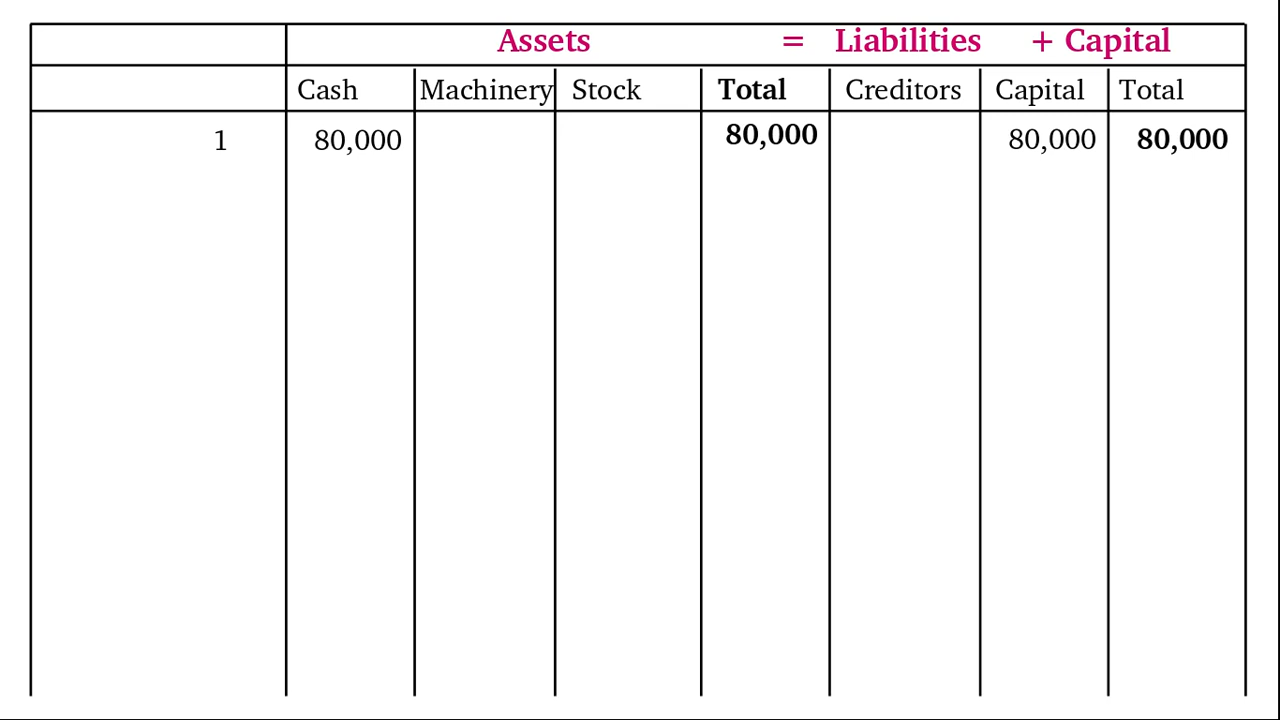 Assets = Liabilities + Capital
Cash Machinery Stock Total Creditors Capital Total
1 80,000 80,000 80,000 80,000